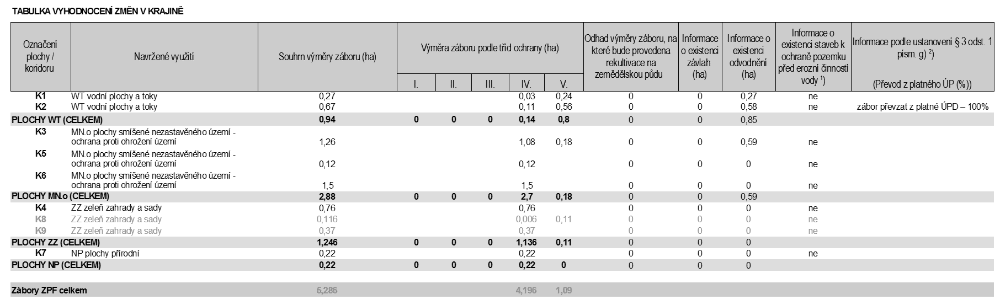 TABULKA VYHODNOCENÍ ZMĚN V KRAJINĚ
Označení plochy / koridoru | Navržené využití | Souhrn výměry záboru (ha) | Výměra záboru podle tříd ochrany (ha) | Odhad výměry záboru, na které bude provedena rekultivace na zemědělskou půdu | Informace o existenci závlah (ha) | Informace o existenci odvodnění (ha) | Informace o existenci staveb k ochraně pozemku před erozní činností vody ¹) | Informace podle ustanovení § 3 odst. 1 písm. g) ²) (Převod z platného ÚP (%))
I. II. III. IV. V.
K1 WT vodní plochy a toky 0,27 0,03 0,24 0 0 0,27 ne
K2 WT vodní plochy a toky 0,67 0,11 0,56 0 0 0,58 ne zábor převzat z platné ÚPD – 100%
PLOCHY WT (CELKEM) 0,94 0 0 0 0,14 0,8 0 0 0,85
K3 MN.o plochy smíšené nezastavěného území -
ochrana proti ohrožení území 1,26 1,08 0,18 0 0 0,59 ne
K5 MN.o plochy smíšené nezastavěného území -
ochrana proti ohrožení území 0,12 0,12 0 0 0 ne
K6 MN.o plochy smíšené nezastavěného území -
ochrana proti ohrožení území 1,5 1,5 0 0 0 ne
PLOCHY MN.o (CELKEM) 2,88 0 0 0 2,7 0,18 0 0 0,59
K4 ZZ zeleň zahrady a sady 0,76 0,76 0 0 0 ne
K8 ZZ zeleň zahrady a sady 0,116 0,006 0,11 0 0 0 ne
K9 ZZ zeleň zahrady a sady 0,37 0,37 0 0 0 ne
PLOCHY ZZ (CELKEM) 1,246 0 0 0 1,136 0,11 0 0 0
K7 NP plochy přírodní 0,22 0,22 0 0 0 ne
PLOCHY NP (CELKEM) 0,22 0 0 0 0,22 0 0 0 0
Zábory ZPF celkem 5,286 4,196 1,09